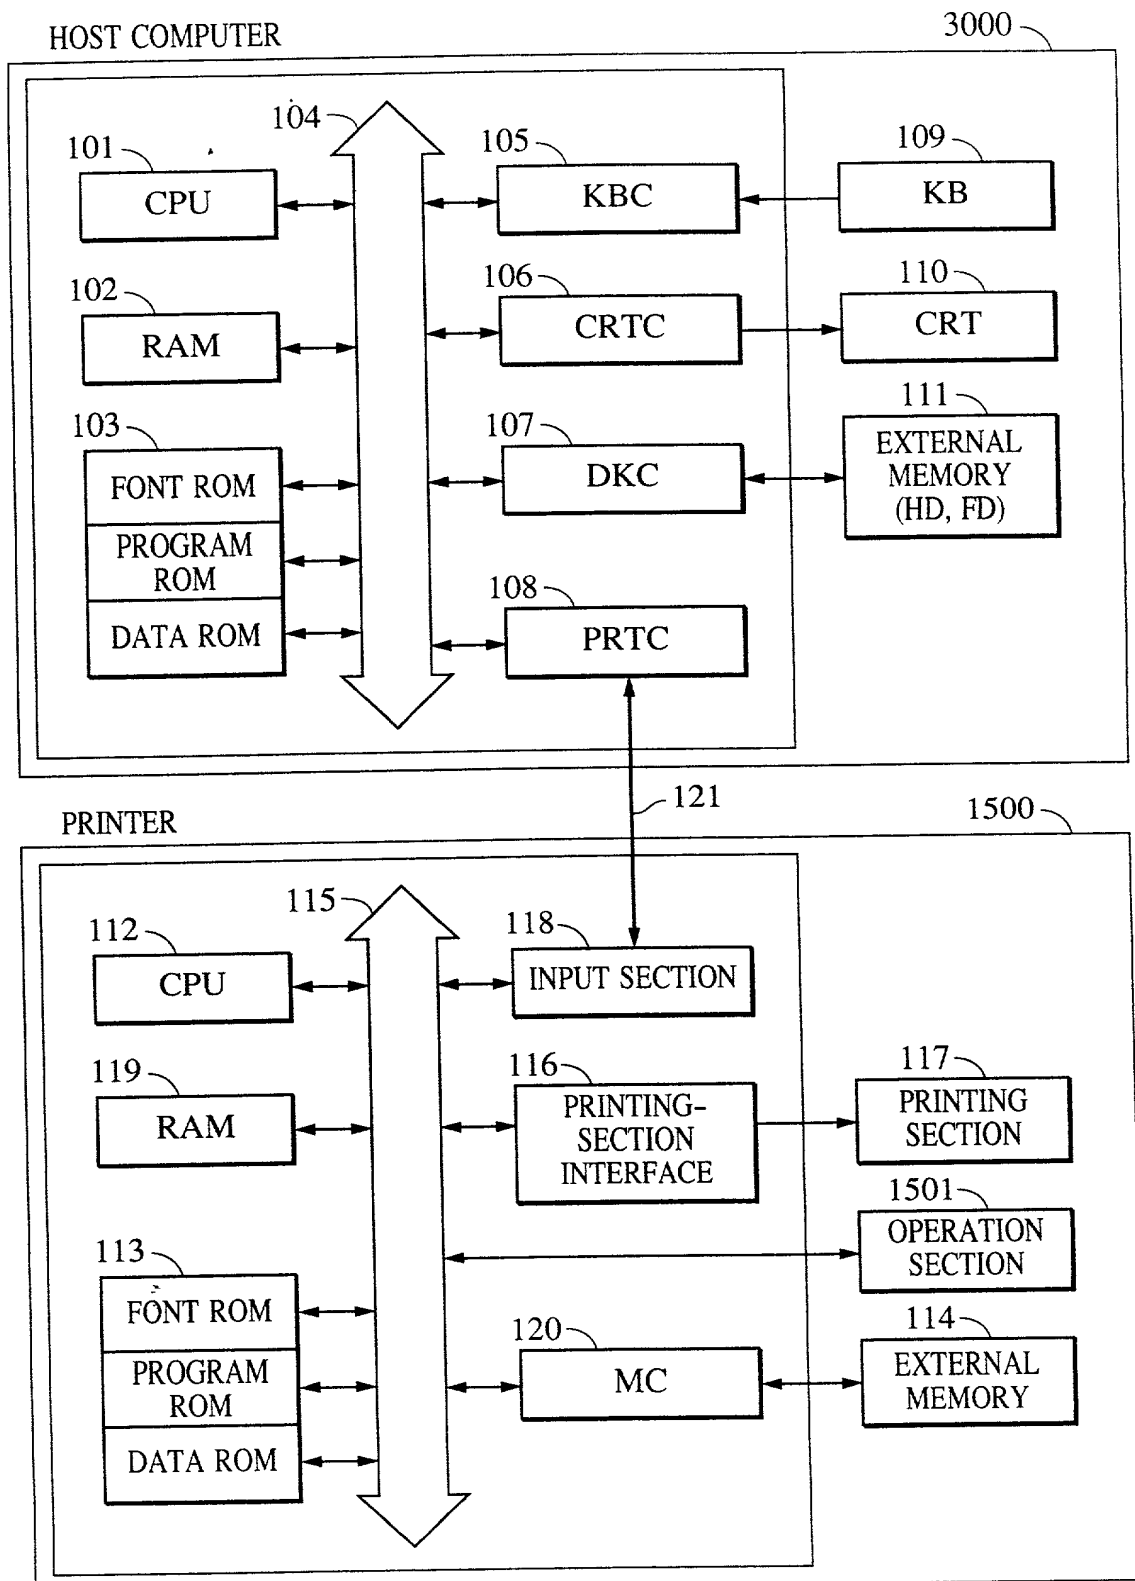 HOST COMPUTER
3000
104
101
CPU
105
KBC
109
KB
102
RAM
106
CRTC
110
CRT
103
FONT ROM
PROGRAM
ROM
DATA ROM
107
DKC
111
EXTERNAL
MEMORY
(HD, FD)
108
PRTC
121
PRINTER
1500
115
112
CPU
118
INPUT SECTION
119
RAM
116
PRINTING-
SECTION
INTERFACE
117
PRINTING
SECTION
1501
OPERATION
SECTION
113
FONT ROM
PROGRAM
ROM
DATA ROM
120
MC
114
EXTERNAL
MEMORY